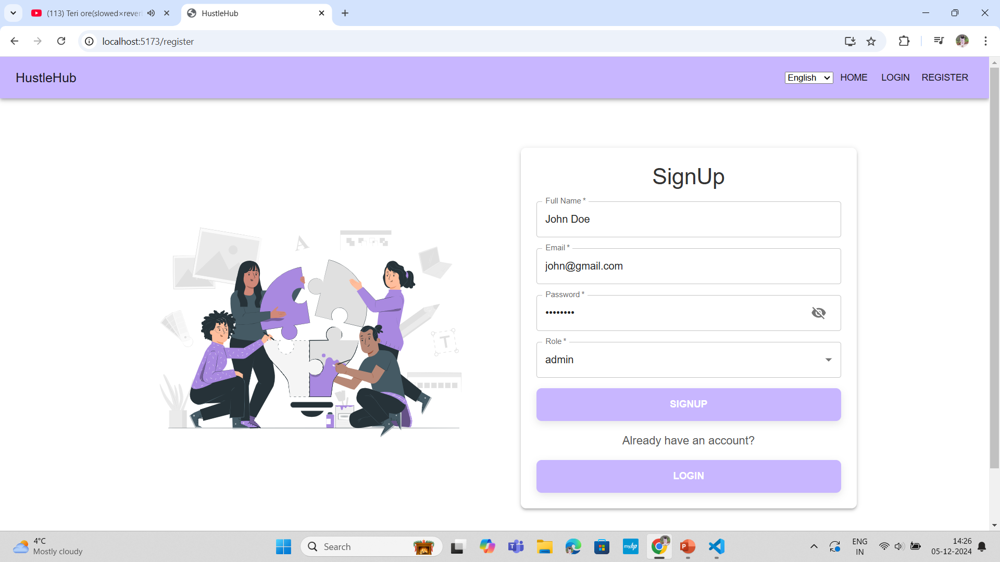 (113) Teri ore(slowed×rever
HustleHub
localhost:5173/register
HustleHub
English
HOME
LOGIN
REGISTER
A
T
SignUp
Full Name *
John Doe
Email *
john@gmail.com
Password *
••••••••
Role *
admin
SIGNUP
Already have an account?
LOGIN
4°C
Mostly cloudy
Search
myhp
ENG
IN
14:26
05-12-2024